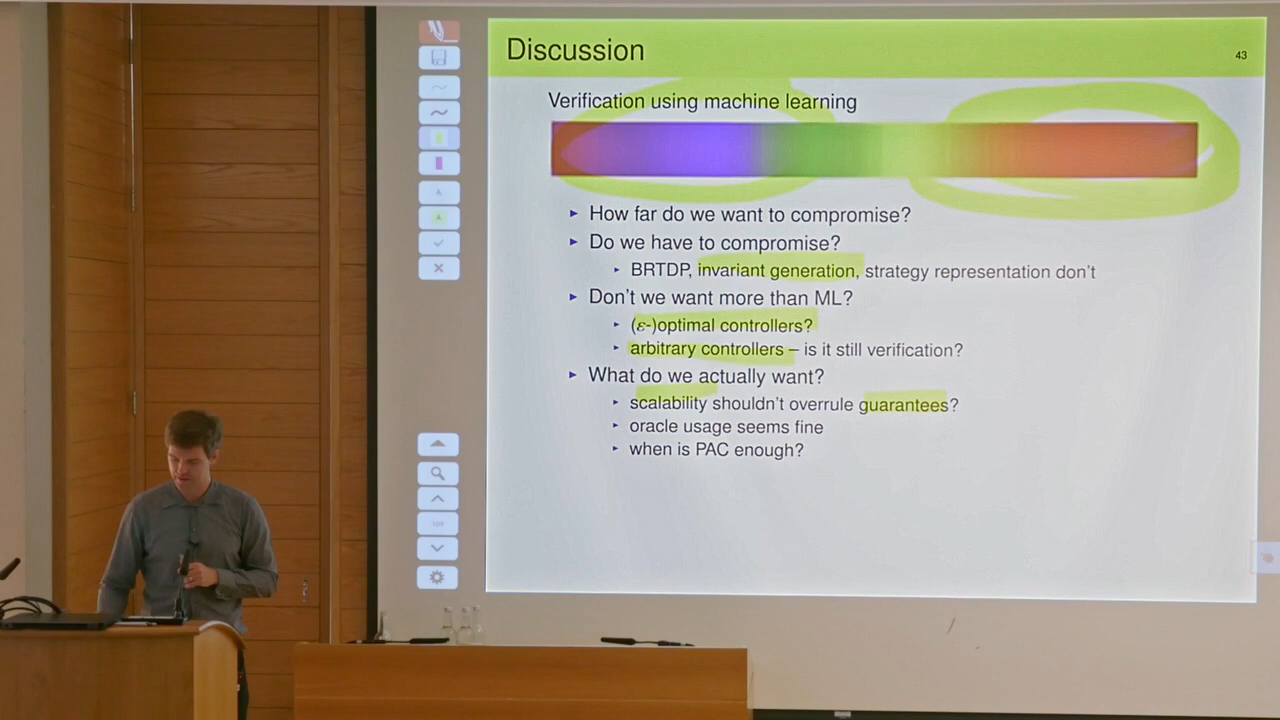 Discussion
43
Verification using machine learning
▸ How far do we want to compromise?
▸ Do we have to compromise?
▸ BRTDP, invariant generation, strategy representation don't
▸ Don't we want more than ML?
▸ (ε-)optimal controllers?
▸ arbitrary controllers – is it still verification?
▸ What do we actually want?
▸ scalability shouldn't overrule guarantees?
▸ oracle usage seems fine
▸ when is PAC enough?